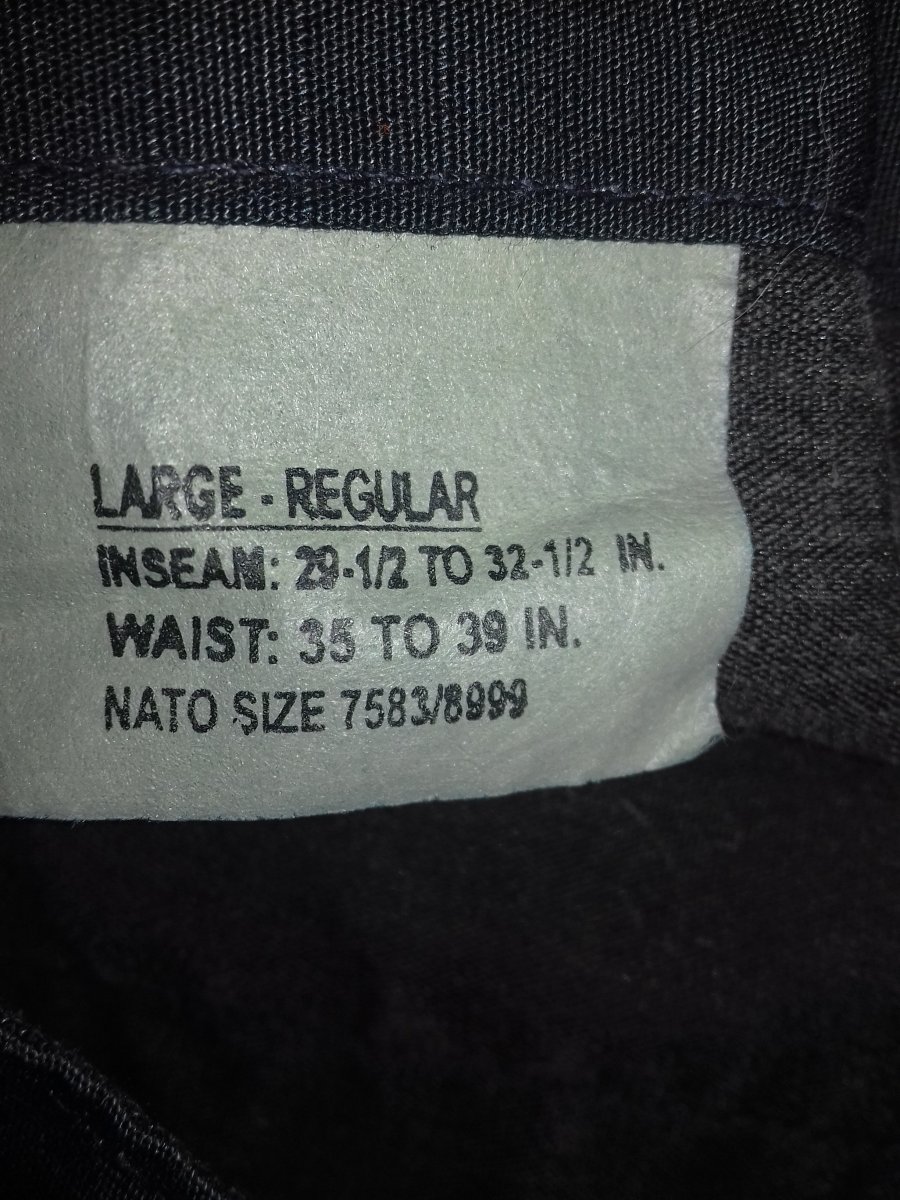 LARGE - REGULAR
INSEAM: 29-1/2 TO 32-1/2 IN.
WAIST: 35 TO 39 IN.
NATO SIZE 7583/8999